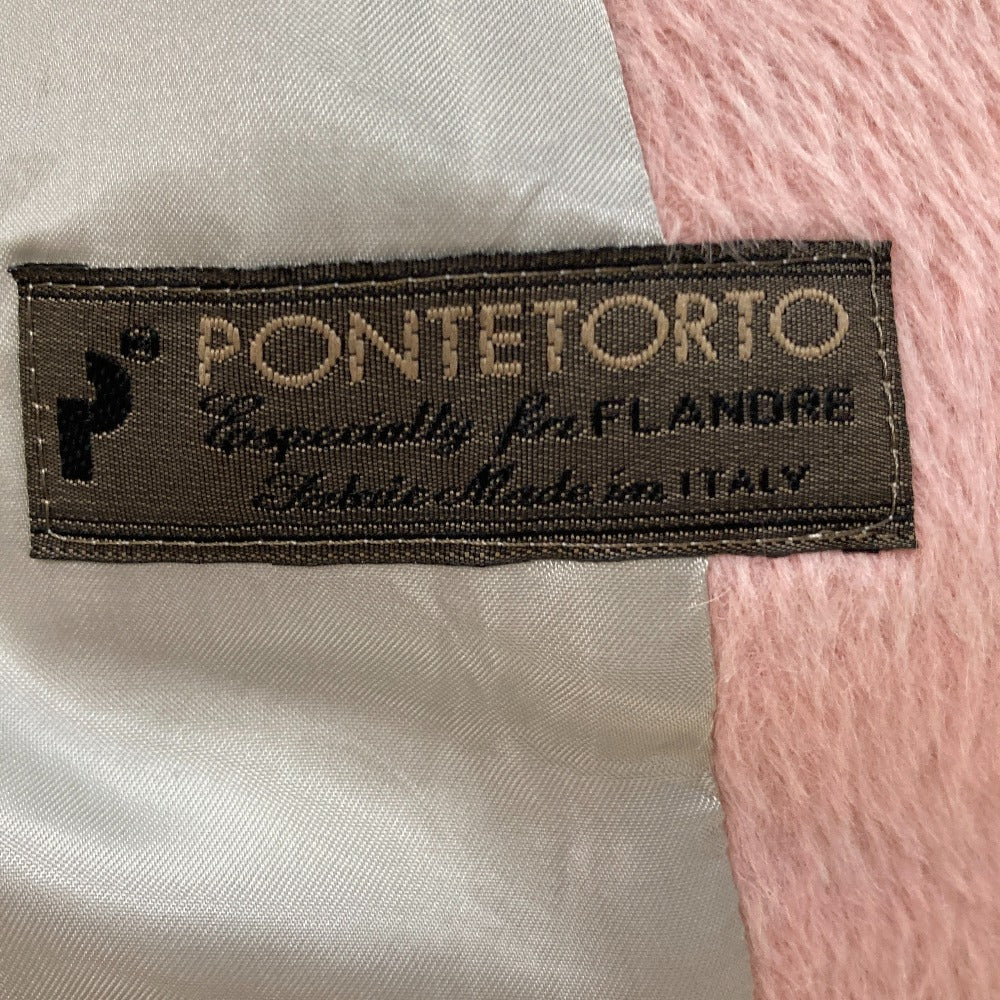 PONTETORTO
Especially for FLANDRE
Fabric Made in ITALY